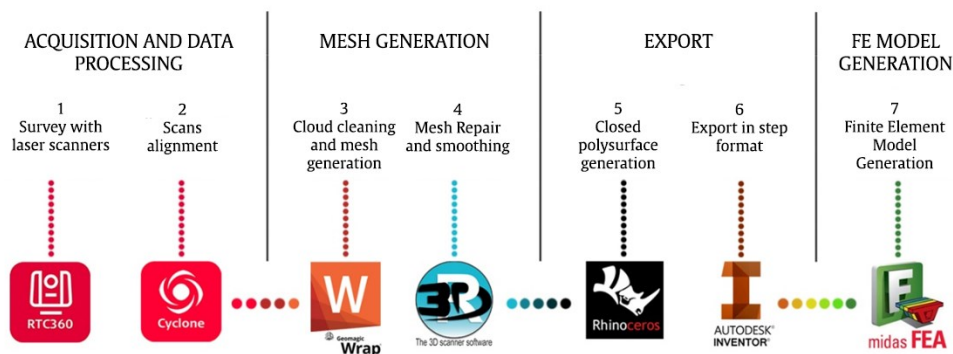 ACQUISITION AND DATA
PROCESSING
MESH GENERATION
EXPORT
FE MODEL
GENERATION
1
Survey with
laser scanners
2
Scans
alignment
3
Cloud cleaning
and mesh
generation
4
Mesh Repair
and smoothing
5
Closed
polysurface
generation
6
Export in step
format
7
Finite Element
Model
Generation
RTC360
Cyclone
W
Geomagic
Wrap
3DR
The 3D scanner software
Rhinoceros
I
AUTODESK
INVENTOR
F
midas FEA